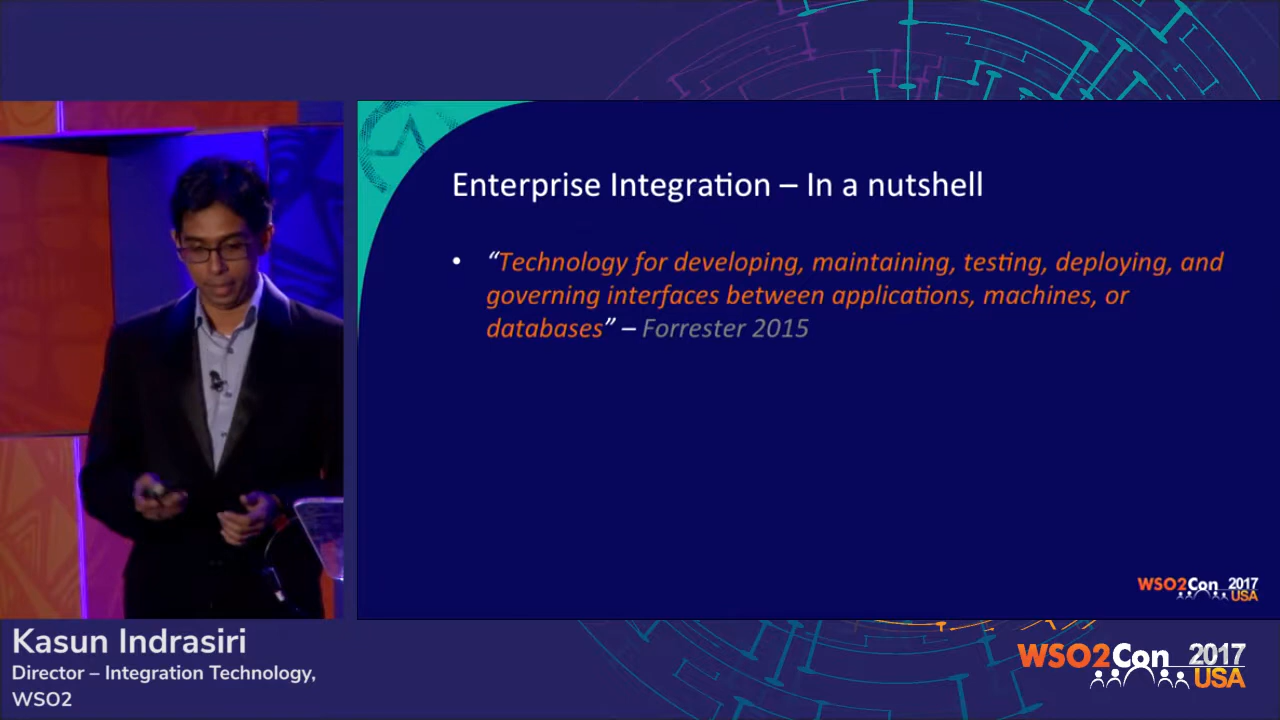 Enterprise Integration – In a nutshell
• “Technology for developing, maintaining, testing, deploying, and
governing interfaces between applications, machines, or
databases” – Forrester 2015
WSO2Con 2017
USA
Kasun Indrasiri
Director – Integration Technology,
WSO2
WSO2Con 2017
USA